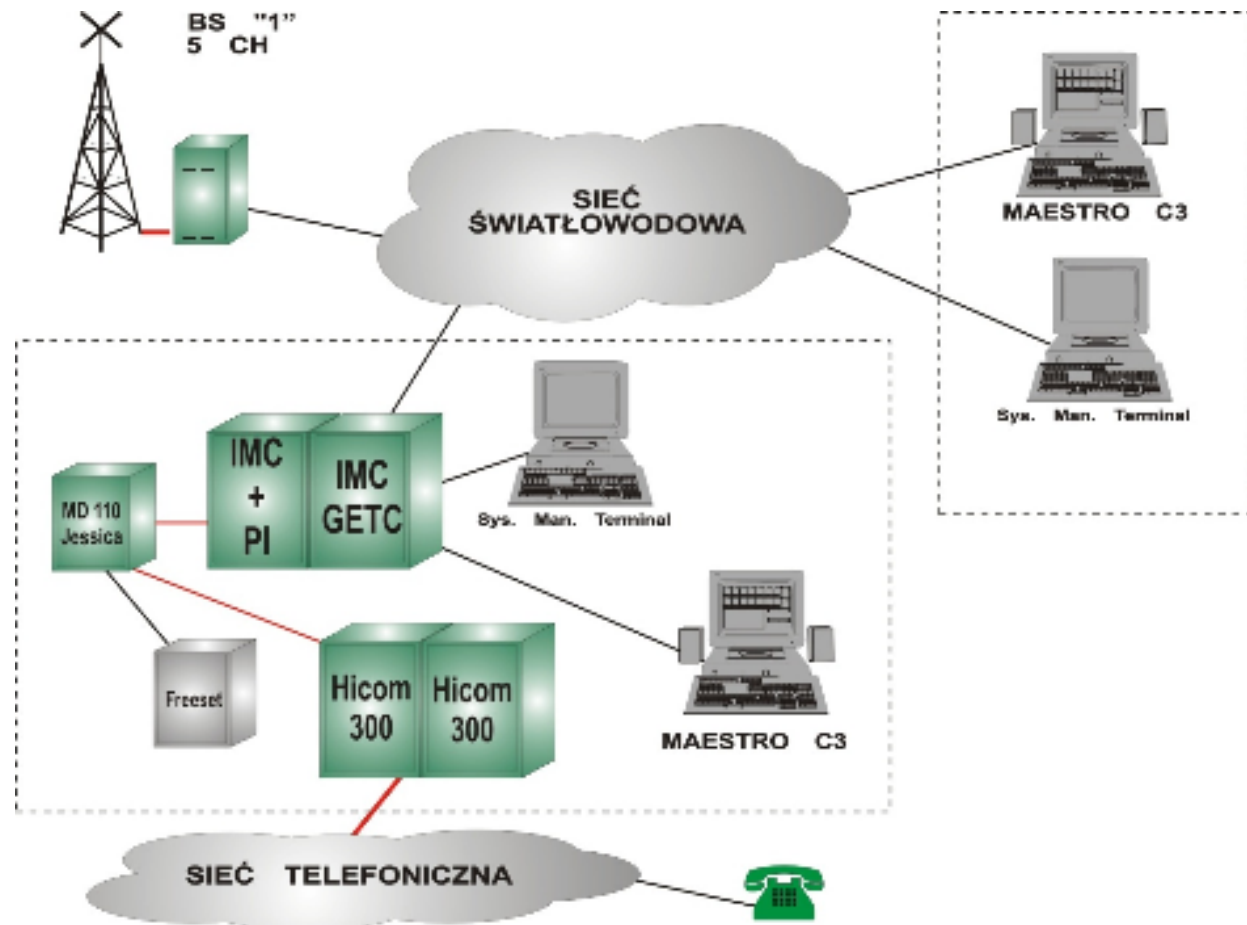 BS "1"
5 CH
SIEĆ
ŚWIATŁOWODOWA
MAESTRO C3
Sys. Man. Terminal
IMC
+
PI
IMC
GETC
MD 110
Jessica
Sys. Man. Terminal
Freeset
Hicom
300
Hicom
300
MAESTRO C3
SIEĆ TELEFONICZNA